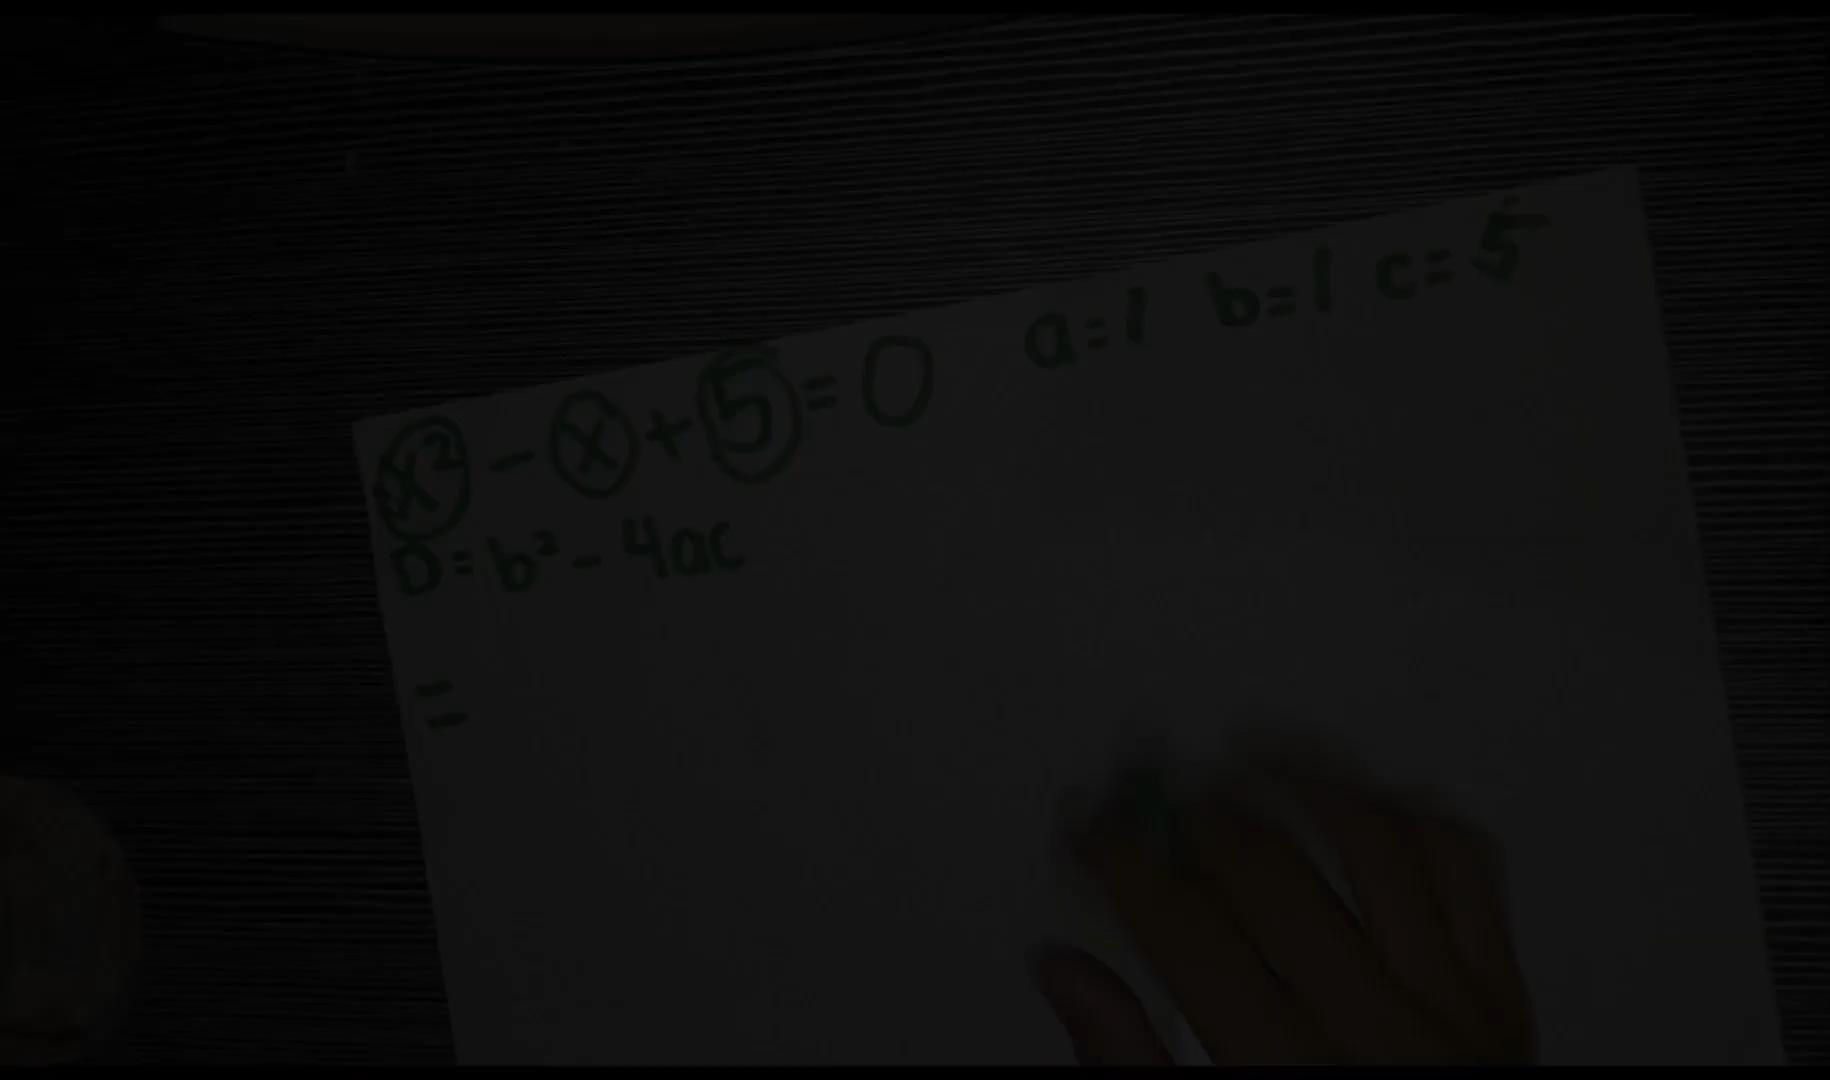 x² - x + 5 = 0 a = 1 b = 1 c = 5
D = b² - 4ac
=